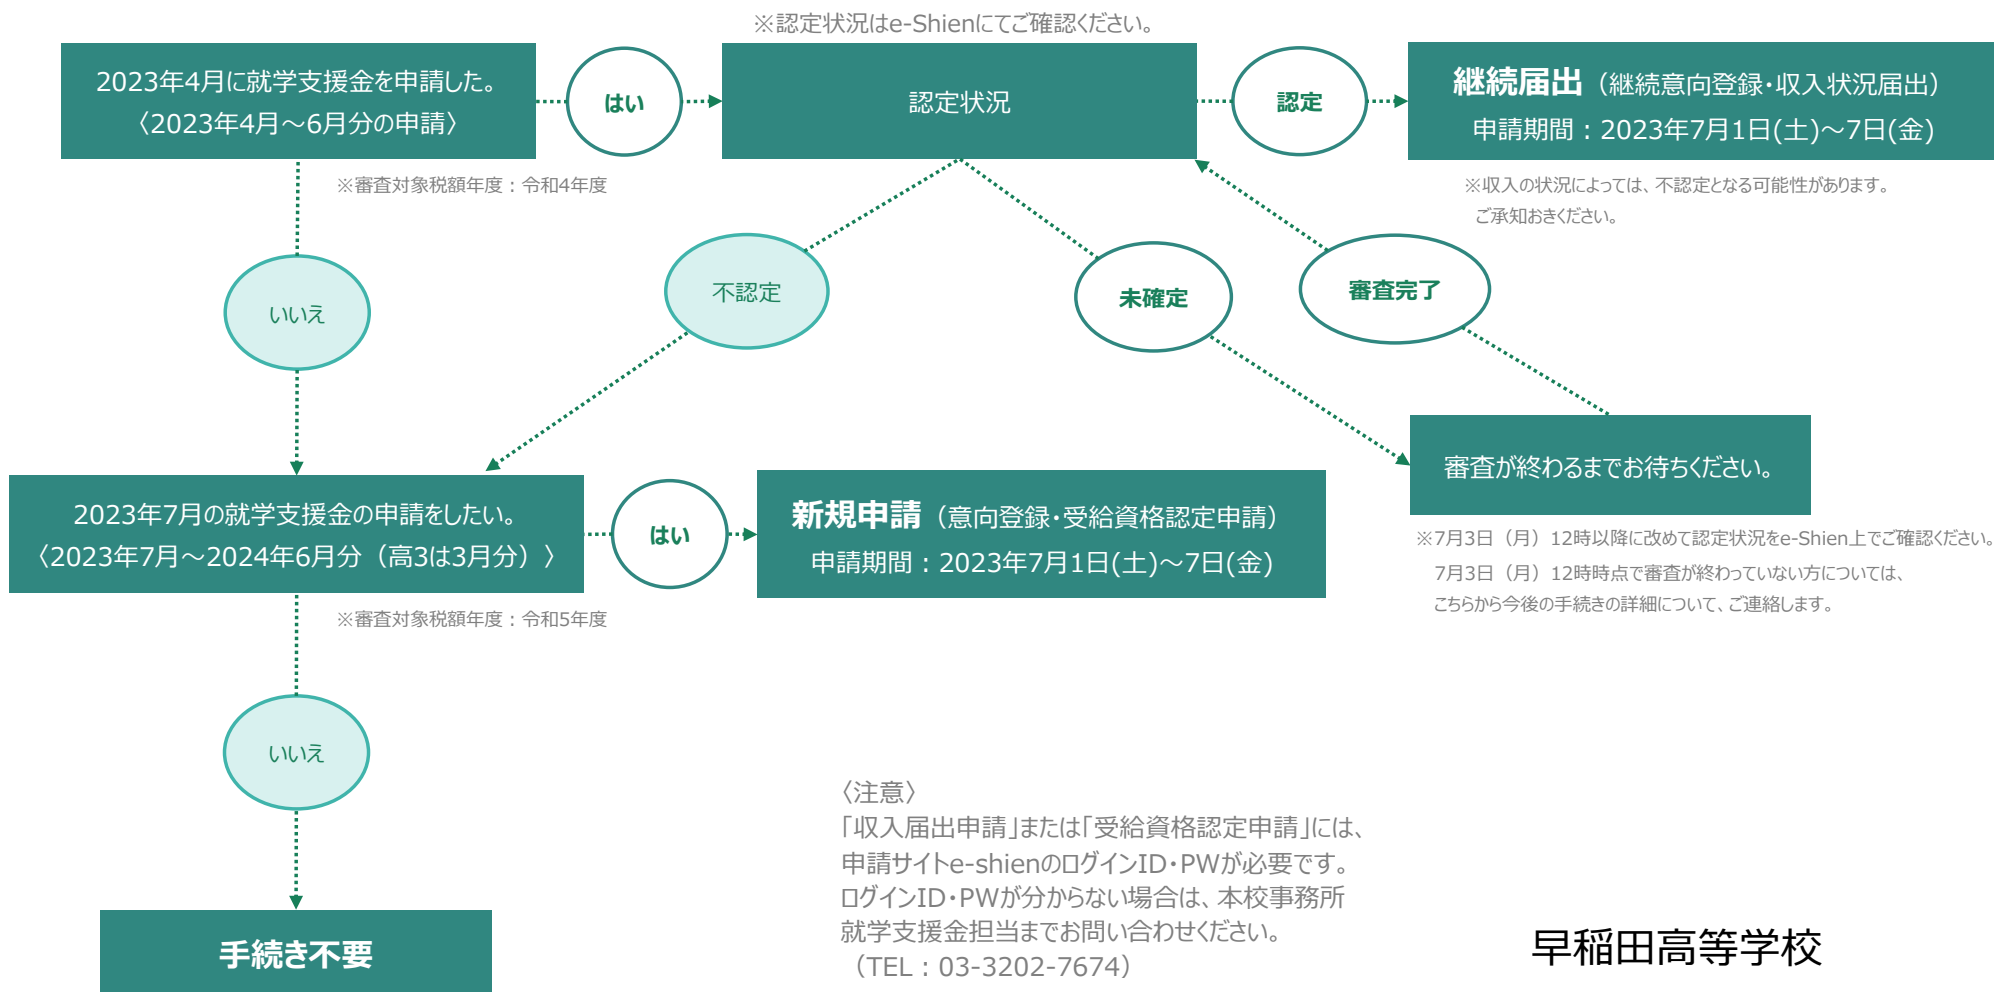 ※認定状況はe-Shienにてご確認ください。
2023年4月に就学支援金を申請した。
〈2023年4月～6月分の申請〉
はい
認定状況
認定
継続届出（継続意向登録・収入状況届出）
申請期間：2023年7月1日(土)～7日(金)
※審査対象税額年度：令和4年度
※収入の状況によっては、不認定となる可能性があります。
ご承知おきください。
いいえ
不認定
未確定
審査完了
審査が終わるまでお待ちください。
2023年7月の就学支援金の申請をしたい。
〈2023年7月～2024年6月分（高3は3月分）〉
はい
新規申請（意向登録・受給資格認定申請）
申請期間：2023年7月1日(土)～7日(金)
※7月3日（月）12時以降に改めて認定状況をe-Shien上でご確認ください。
7月3日（月）12時時点で審査が終わっていない方については、
こちらから今後の手続きの詳細について、ご連絡します。
※審査対象税額年度：令和5年度
いいえ
〈注意〉
「収入届出申請」または「受給資格認定申請」には、
申請サイトe-shienのログインID・PWが必要です。
ログインID・PWが分からない場合は、本校事務所
就学支援金担当までお問い合わせください。
（TEL：03-3202-7674）
手続き不要
早稲田高等学校